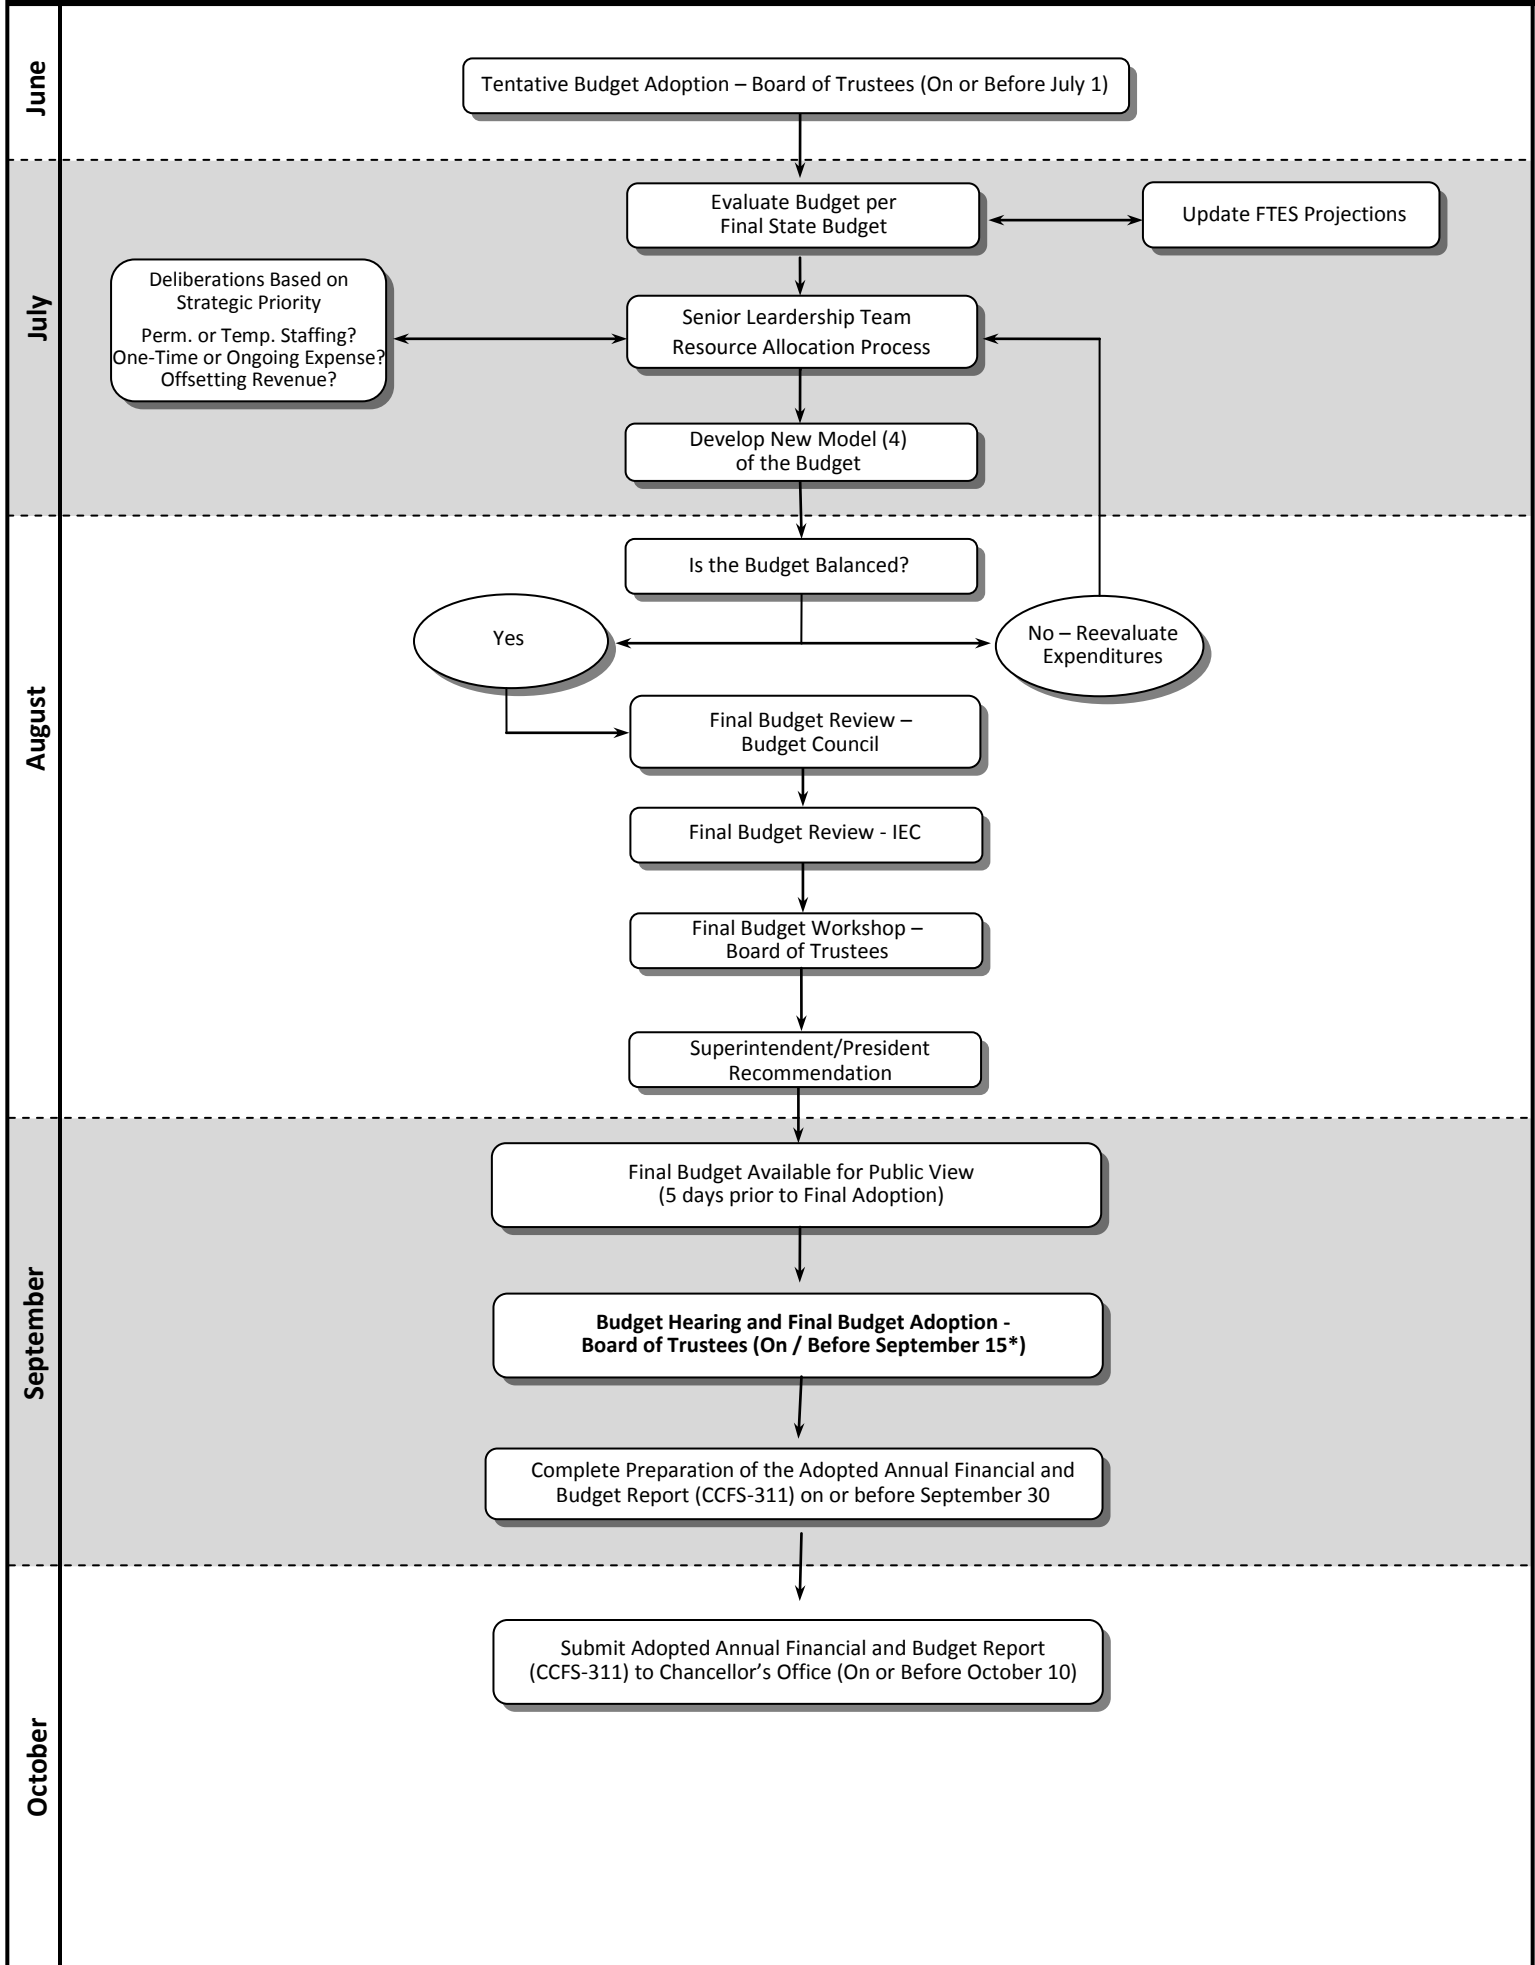 June
Tentative Budget Adoption – Board of Trustees (On or Before July 1)
July
Evaluate Budget per
Final State Budget
Update FTES Projections
Deliberations Based on
Strategic Priority
Perm. or Temp. Staffing?
One-Time or Ongoing Expense?
Offsetting Revenue?
Senior Leardership Team
Resource Allocation Process
Develop New Model (4)
of the Budget
August
Is the Budget Balanced?
Yes
No – Reevaluate
Expenditures
Final Budget Review –
Budget Council
Final Budget Review - IEC
Final Budget Workshop –
Board of Trustees
Superintendent/President
Recommendation
September
Final Budget Available for Public View
(5 days prior to Final Adoption)
Budget Hearing and Final Budget Adoption -
Board of Trustees (On / Before September 15*)
Complete Preparation of the Adopted Annual Financial and
Budget Report (CCFS-311) on or before September 30
October
Submit Adopted Annual Financial and Budget Report
(CCFS-311) to Chancellor’s Office (On or Before October 10)